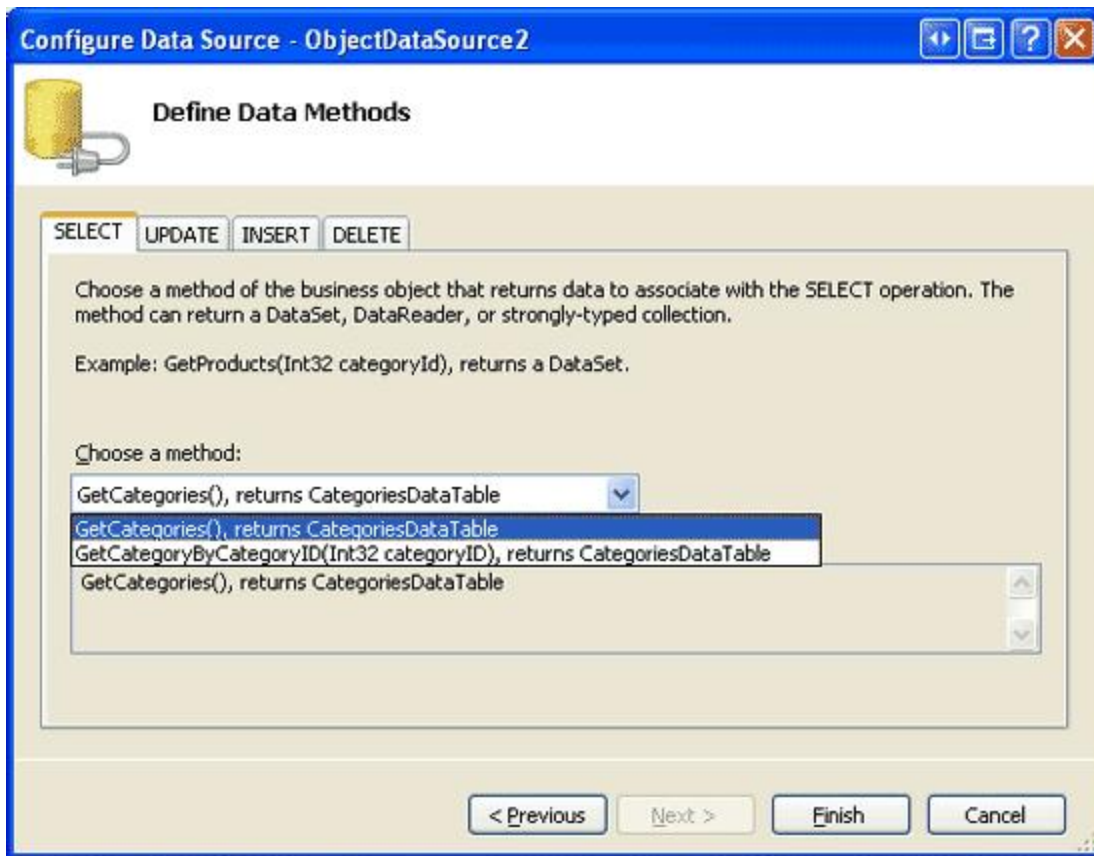 Configure Data Source - ObjectDataSource2
Define Data Methods
SELECT UPDATE INSERT DELETE
Choose a method of the business object that returns data to associate with the SELECT operation. The
method can return a DataSet, DataReader, or strongly-typed collection.
Example: GetProducts(Int32 categoryId), returns a DataSet.
Choose a method:
GetCategories(), returns CategoriesDataTable
GetCategories(), returns CategoriesDataTable
GetCategoryByCategoryID(Int32 categoryID), returns CategoriesDataTable
GetCategories(), returns CategoriesDataTable
< Previous Next > Finish Cancel